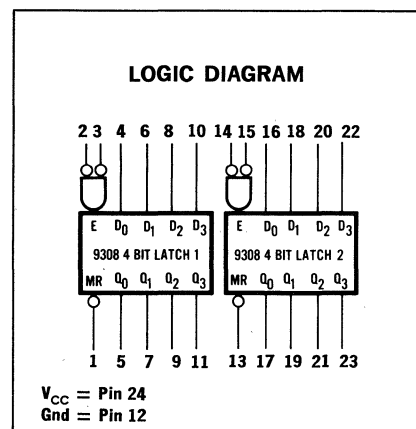 LOGIC DIAGRAM
2 3 4 6 8 10 14 15 16 18 20 22
E D0 D1 D2 D3 E D0 D1 D2 D3
9308 4 BIT LATCH 1 9308 4 BIT LATCH 2
MR Q0 Q1 Q2 Q3 MR Q0 Q1 Q2 Q3
1 5 7 9 11 13 17 19 21 23
VCC = Pin 24
Gnd = Pin 12